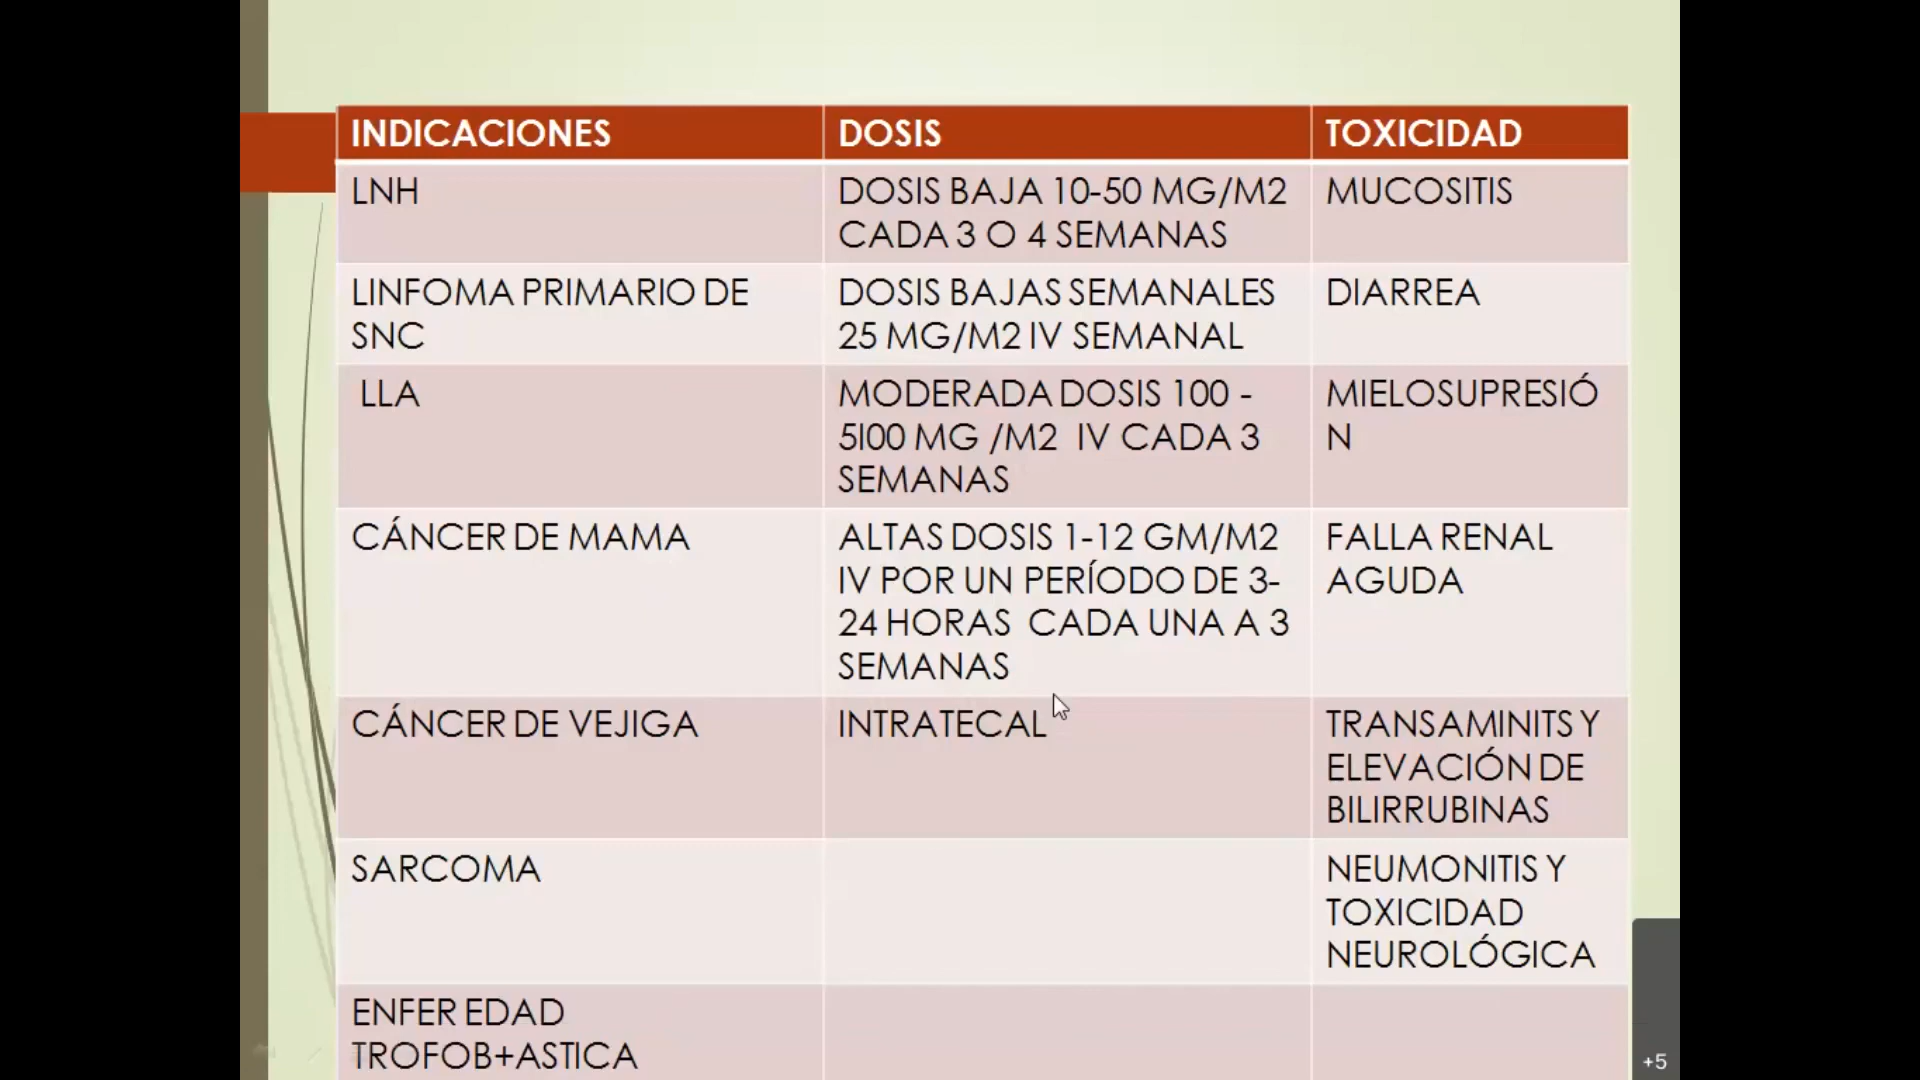 INDICACIONES
DOSIS
TOXICIDAD
LNH
DOSIS BAJA 10-50 MG/M2
CADA 3 O 4 SEMANAS
MUCOSITIS
LINFOMA PRIMARIO DE
SNC
DOSIS BAJAS SEMANALES
25 MG/M2 IV SEMANAL
DIARREA
LLA
MODERADA DOSIS 100 -
5I00 MG /M2 IV CADA 3
SEMANAS
MIELOSUPRESIÓ
N
CÁNCER DE MAMA
ALTAS DOSIS 1-12 GM/M2
IV POR UN PERÍODO DE 3-
24 HORAS CADA UNA A 3
SEMANAS
FALLA RENAL
AGUDA
CÁNCER DE VEJIGA
INTRATECAL
TRANSAMINITS Y
ELEVACIÓN DE
BILIRRUBINAS
SARCOMA
NEUMONITIS Y
TOXICIDAD
NEUROLÓGICA
ENFER EDAD
TROFOB+ASTICA
+5